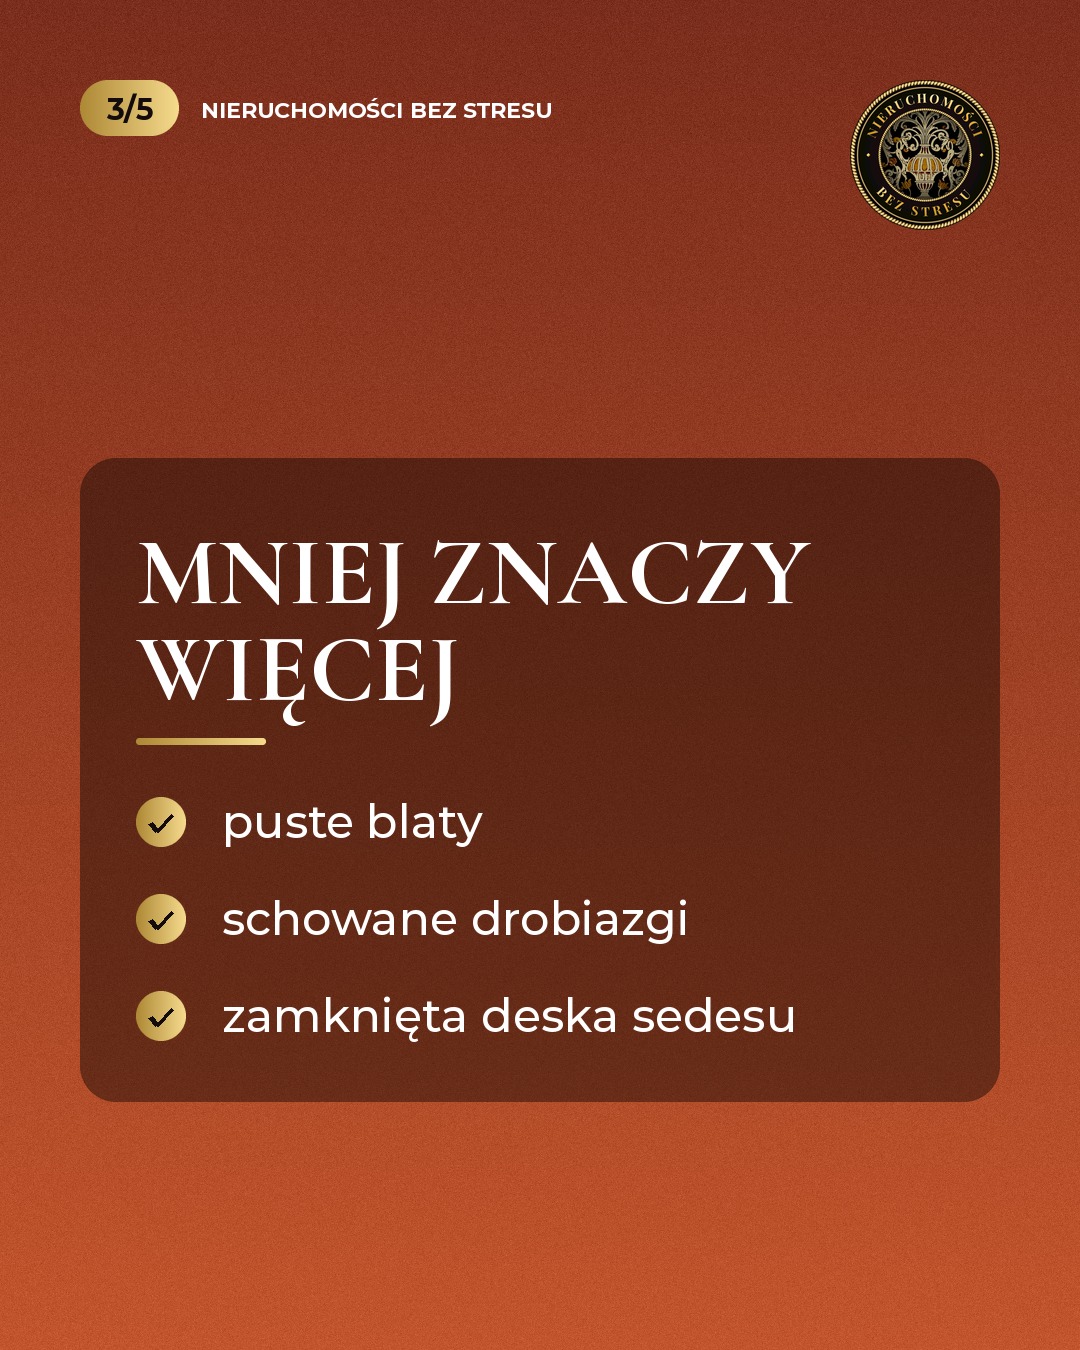 3/5 NIERUCHOMOŚCI BEZ STRESU
NIERUCHOMOŚCI
BEZ STRESU
MNIEJ ZNACZY
WIĘCEJ
puste blaty
schowane drobiazgi
zamknięta deska sedesu